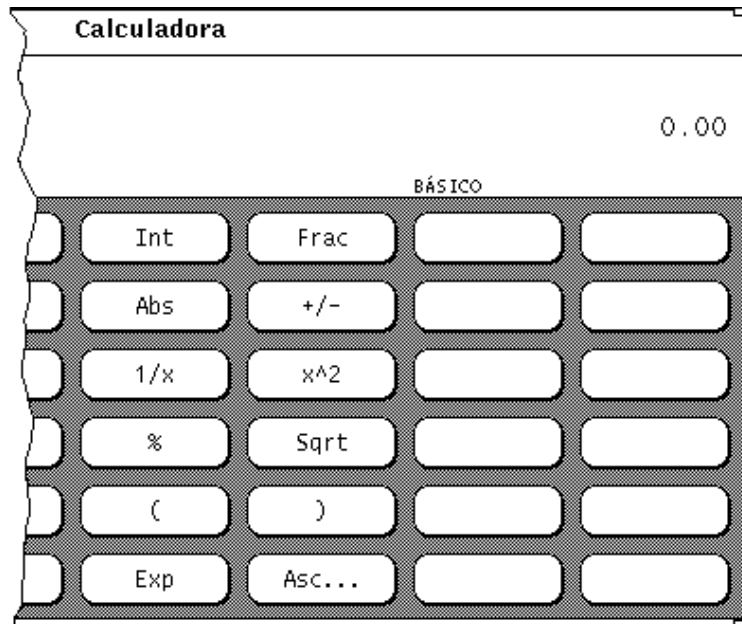 Calculadora
0.00
BÁSICO
Int Frac
Abs +/-
1/x x^2
% Sqrt
( )
Exp Asc...